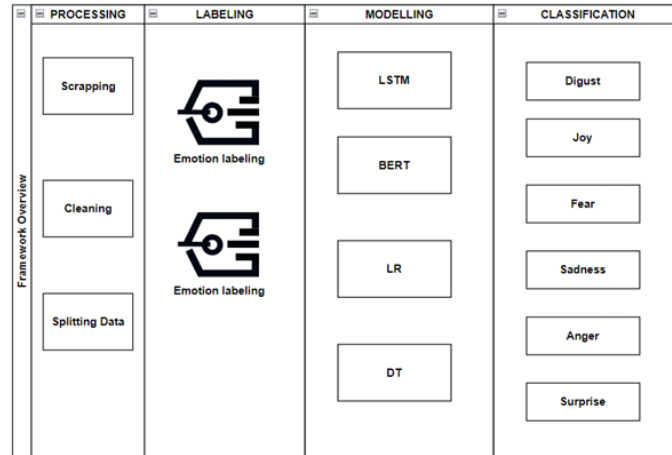 Framework Overview
PROCESSING
Scrapping
Cleaning
Splitting Data
LABELING
Emotion labeling
Emotion labeling
MODELLING
LSTM
BERT
LR
DT
CLASSIFICATION
Digust
Joy
Fear
Sadness
Anger
Surprise